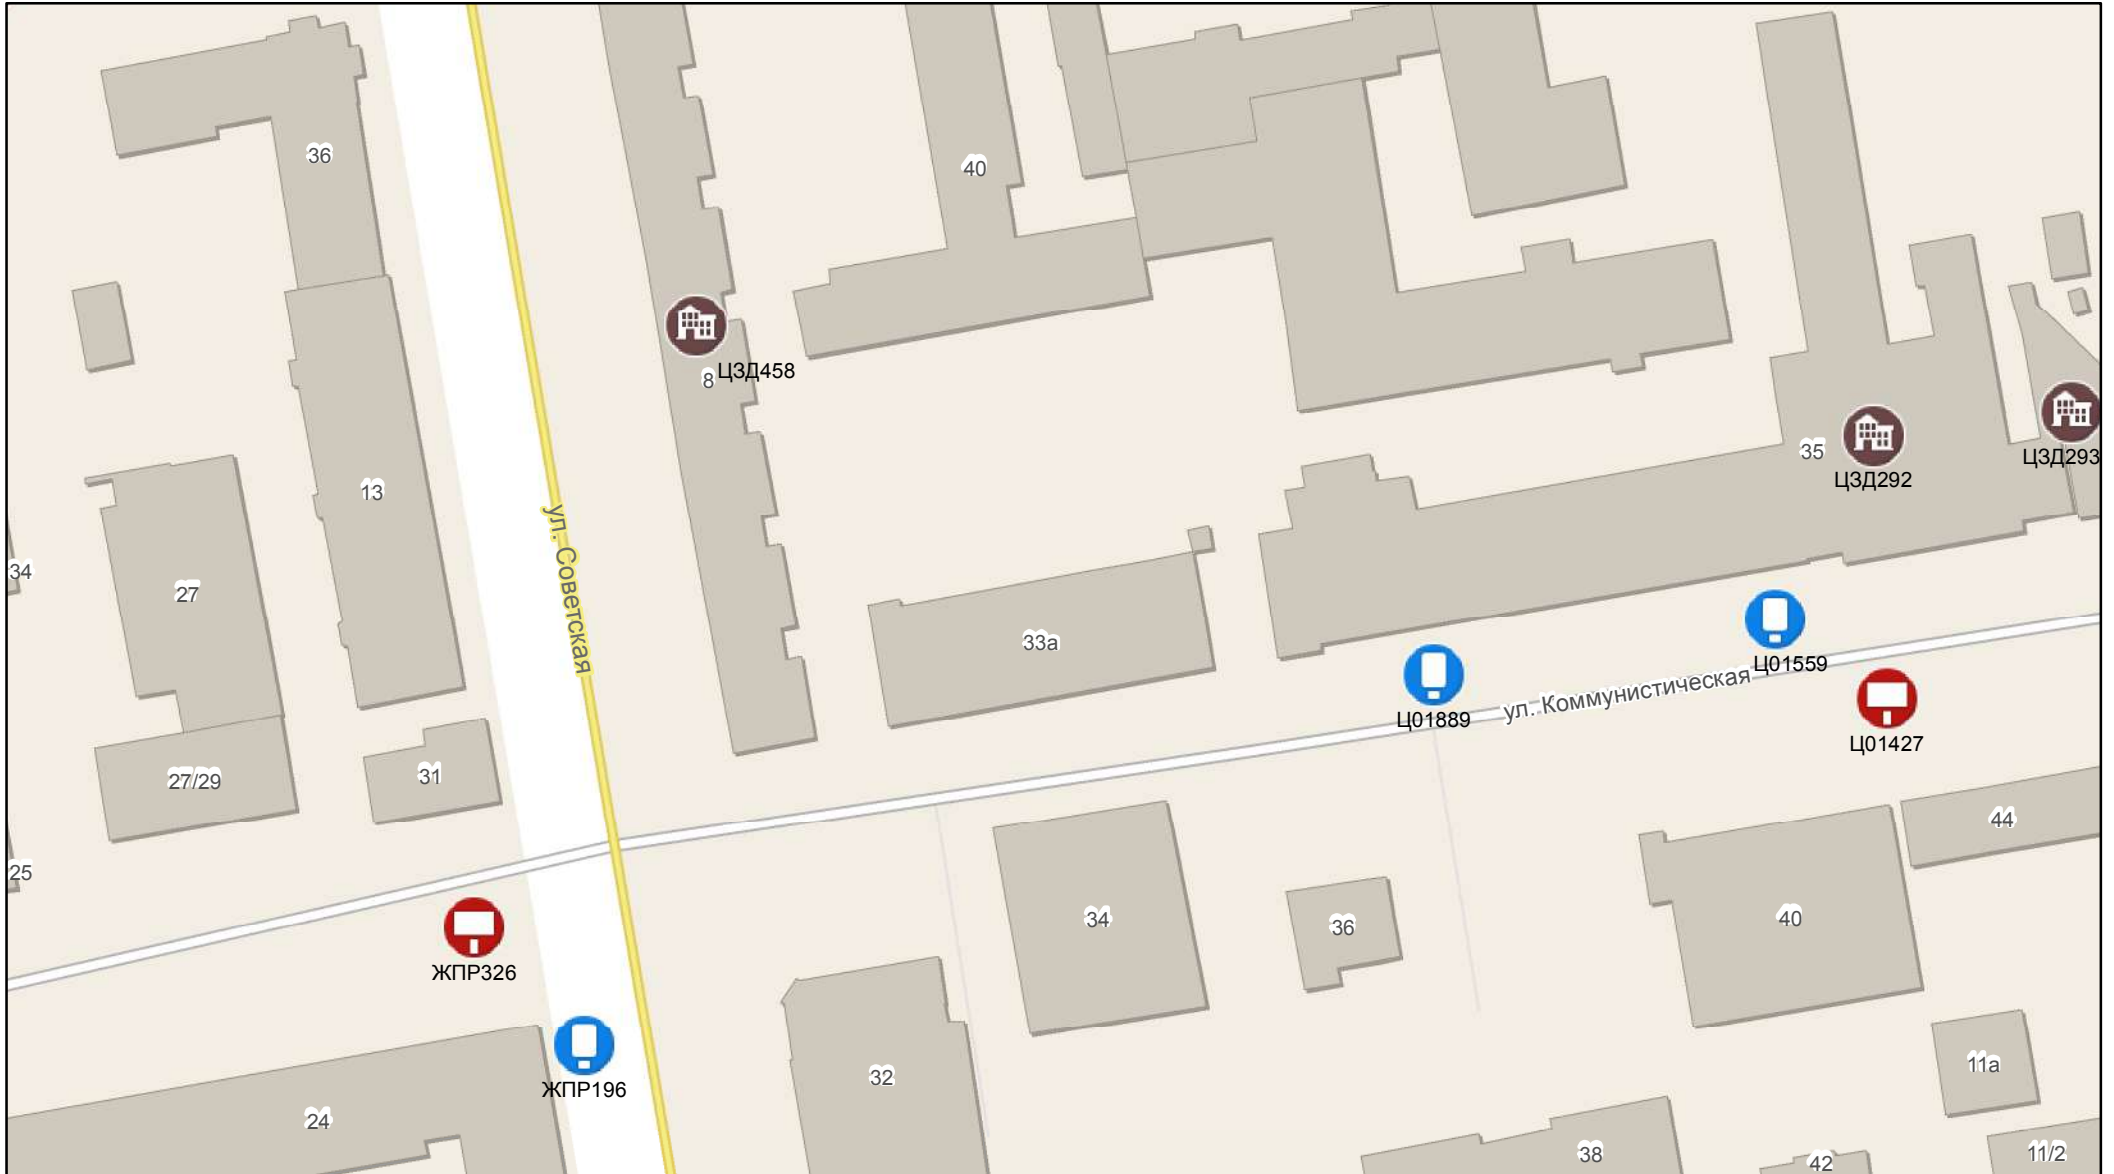 36
40
8
ЦЗД458
35
ЦЗД292
ЦЗД293
13
ул. Советская
34
27
33а
Ц01559
ул. Коммунистическая
Ц01889
Ц01427
27/29
31
44
25
34
36
40
ЖПР326
ЖПР196
32
11а
24
38
42
11/2